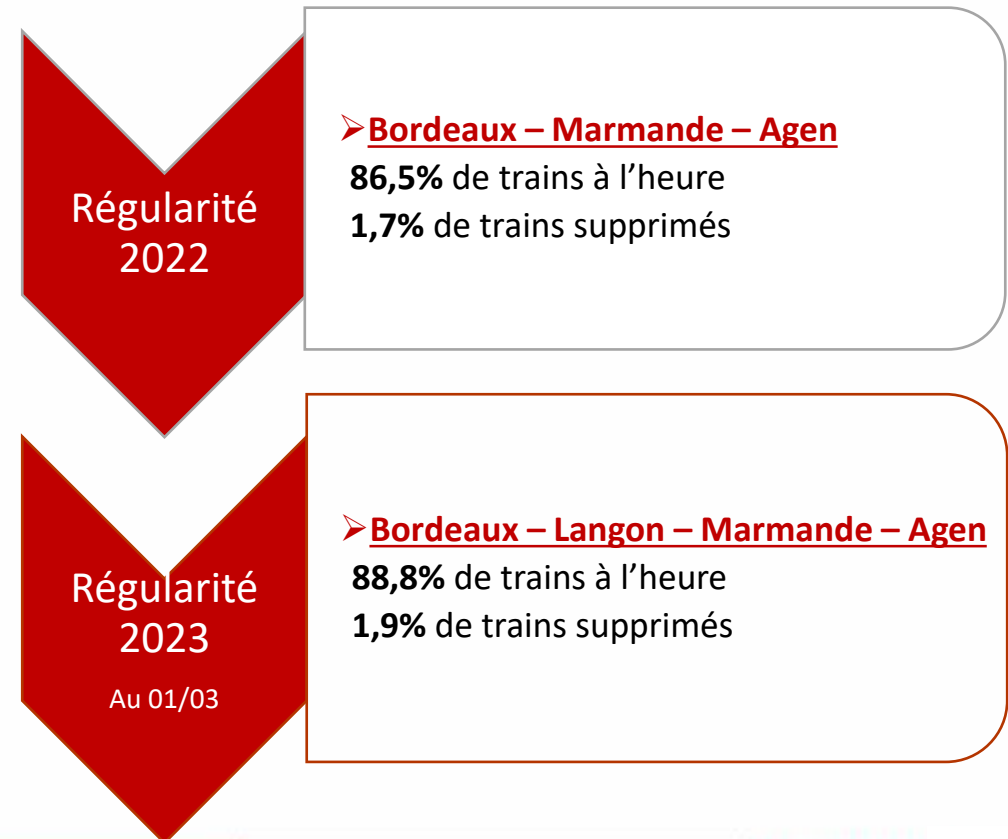 Régularité
2022
➢Bordeaux – Marmande – Agen
86,5% de trains à l’heure
1,7% de trains supprimés
Régularité
2023
Au 01/03
➢Bordeaux – Langon – Marmande – Agen
88,8% de trains à l’heure
1,9% de trains supprimés